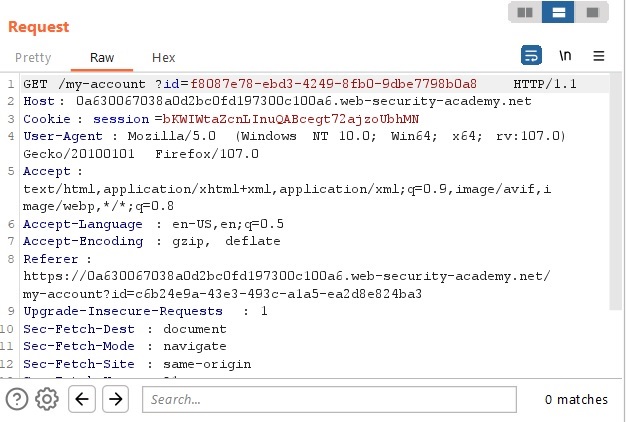 Request
Pretty Raw Hex
\n
1 GET /my-account ?id=f8087e78-ebd3-4249-8fb0-9dbe7798b0a8 HTTP/1.1
2 Host : 0a630067038a0d2bc0fd197300c100a6.web-security-academy.net
3 Cookie : session =bKWIWtaZcnLInuQABcegt72ajzoUbhMN
4 User-Agent : Mozilla/5.0 (Windows NT 10.0; Win64; x64; rv:107.0)
Gecko/20100101 Firefox/107.0
5 Accept :
text/html,application/xhtml+xml,application/xml;q=0.9,image/avif,i
mage/webp,*/*;q=0.8
6 Accept-Language : en-US,en;q=0.5
7 Accept-Encoding : gzip, deflate
8 Referer :
https://0a630067038a0d2bc0fd197300c100a6.web-security-academy.net/
my-account?id=c6b24e9a-43e3-493c-a1a5-ea2d8e824ba3
9 Upgrade-Insecure-Requests : 1
10 Sec-Fetch-Dest : document
11 Sec-Fetch-Mode : navigate
12 Sec-Fetch-Site : same-origin
Search... 0 matches